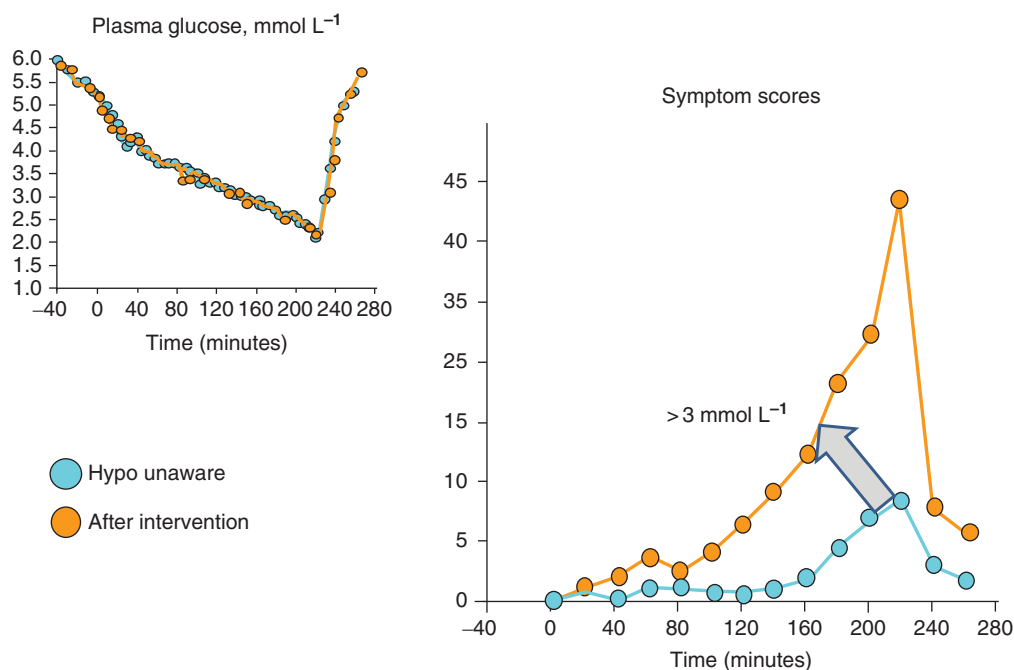 Plasma glucose, mmol L⁻¹
6.0
5.5
5.0
4.5
4.0
3.5
3.0
2.5
2.0
1.5
1.0
–40 0 40 80 120 160 200 240 280
Time (minutes)
Hypo unaware
After intervention
Symptom scores
45
40
35
25
15
10
5
0
>3 mmol L⁻¹
–40 0 40 80 120 160 200 240 280
Time (minutes)